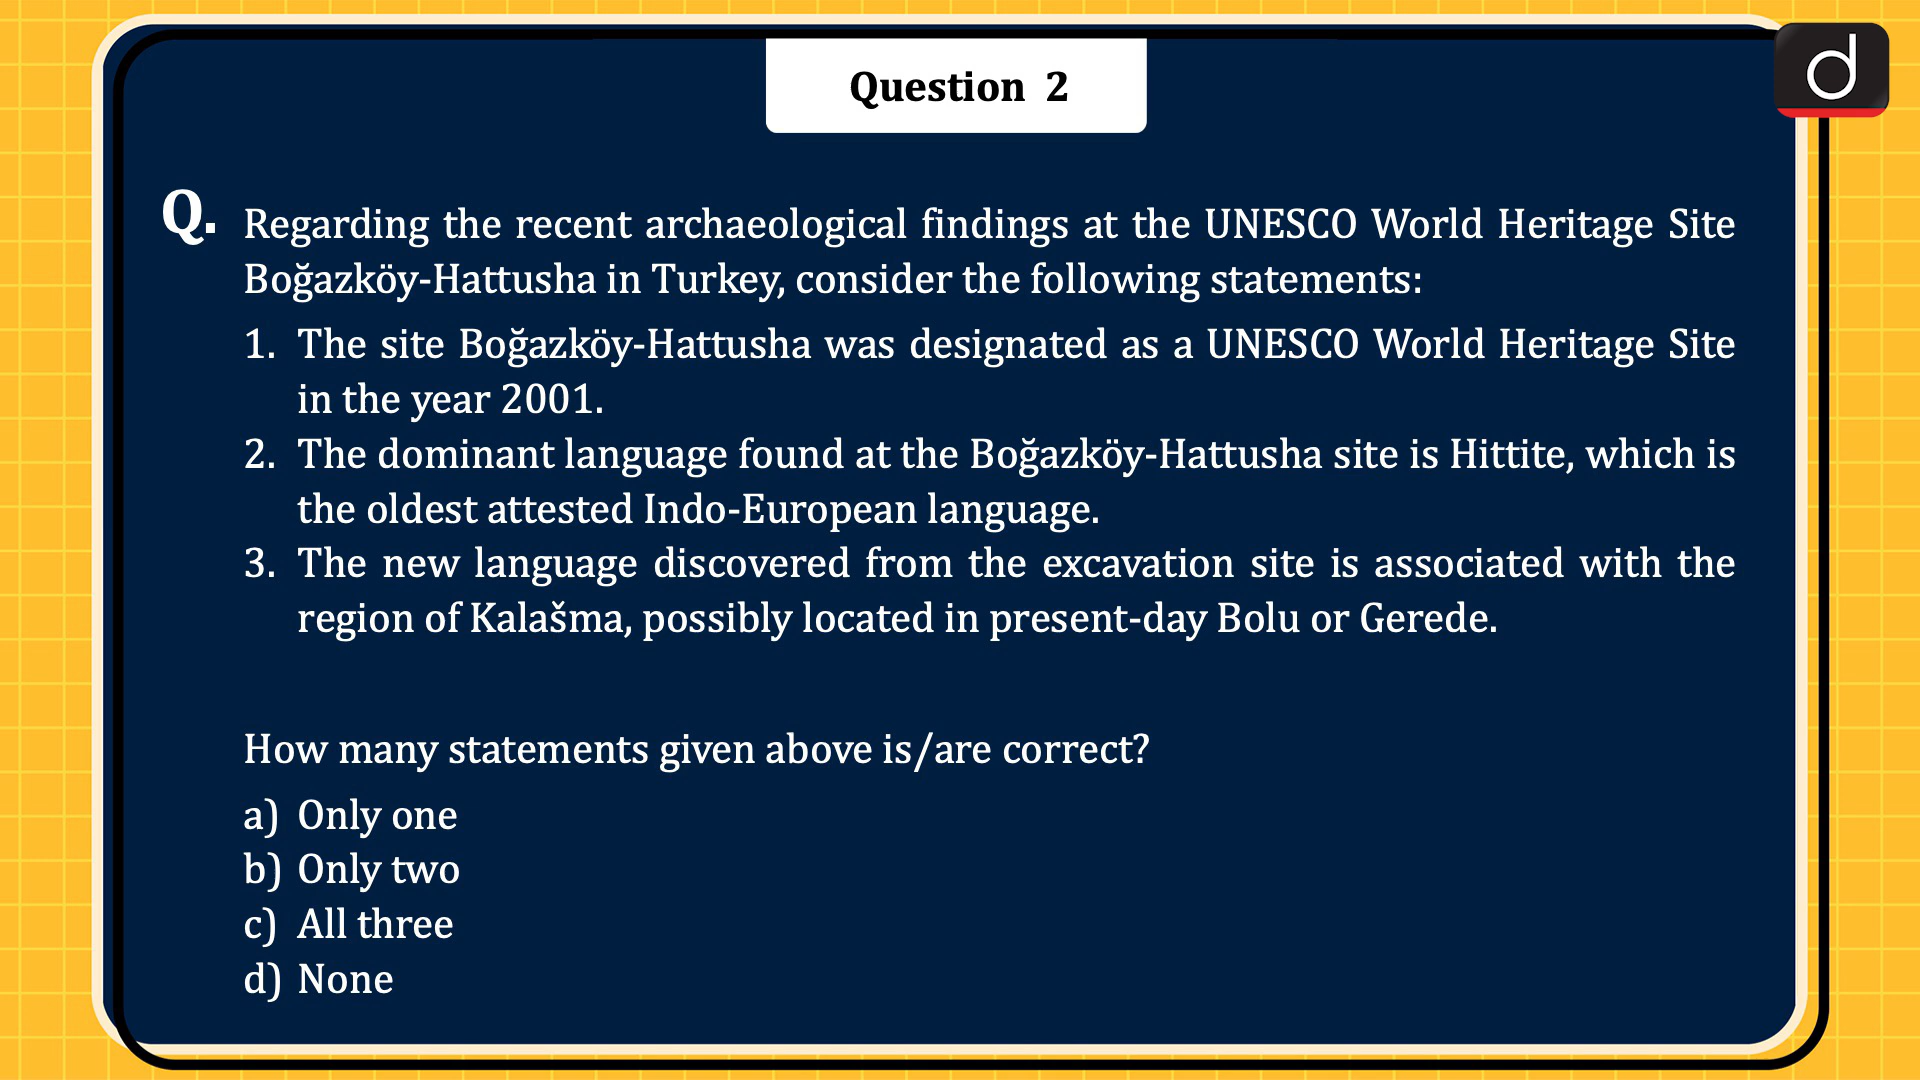 Question 2
d
Q. Regarding the recent archaeological findings at the UNESCO World Heritage Site
Boğazköy-Hattusha in Turkey, consider the following statements:
1. The site Boğazköy-Hattusha was designated as a UNESCO World Heritage Site
in the year 2001.
2. The dominant language found at the Boğazköy-Hattusha site is Hittite, which is
the oldest attested Indo-European language.
3. The new language discovered from the excavation site is associated with the
region of Kalašma, possibly located in present-day Bolu or Gerede.
How many statements given above is/are correct?
a) Only one
b) Only two
c) All three
d) None